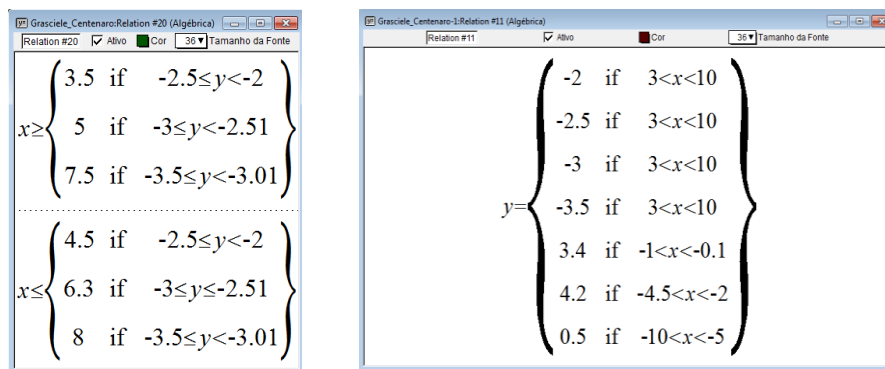 Grasciele_Centenaro:Relation #20 (Algébrica)
Relation #20 Ativo Cor 36 Tamanho da Fonte
3.5 if -2.5≤y<-2
x≥ 5 if -3≤y<-2.51
7.5 if -3.5≤y<-3.01
4.5 if -2.5≤y<-2
x≤ 6.3 if -3≤y≤-2.51
8 if -3.5≤y<-3.01
Grasciele_Centenaro-1:Relation #11 (Algébrica)
Relation #11 Ativo Cor 36 Tamanho da Fonte
-2 if 3<x<10
-2.5 if 3<x<10
-3 if 3<x<10
y= -3.5 if 3<x<10
3.4 if -1<x<-0.1
4.2 if -4.5<x<-2
0.5 if -10<x<-5